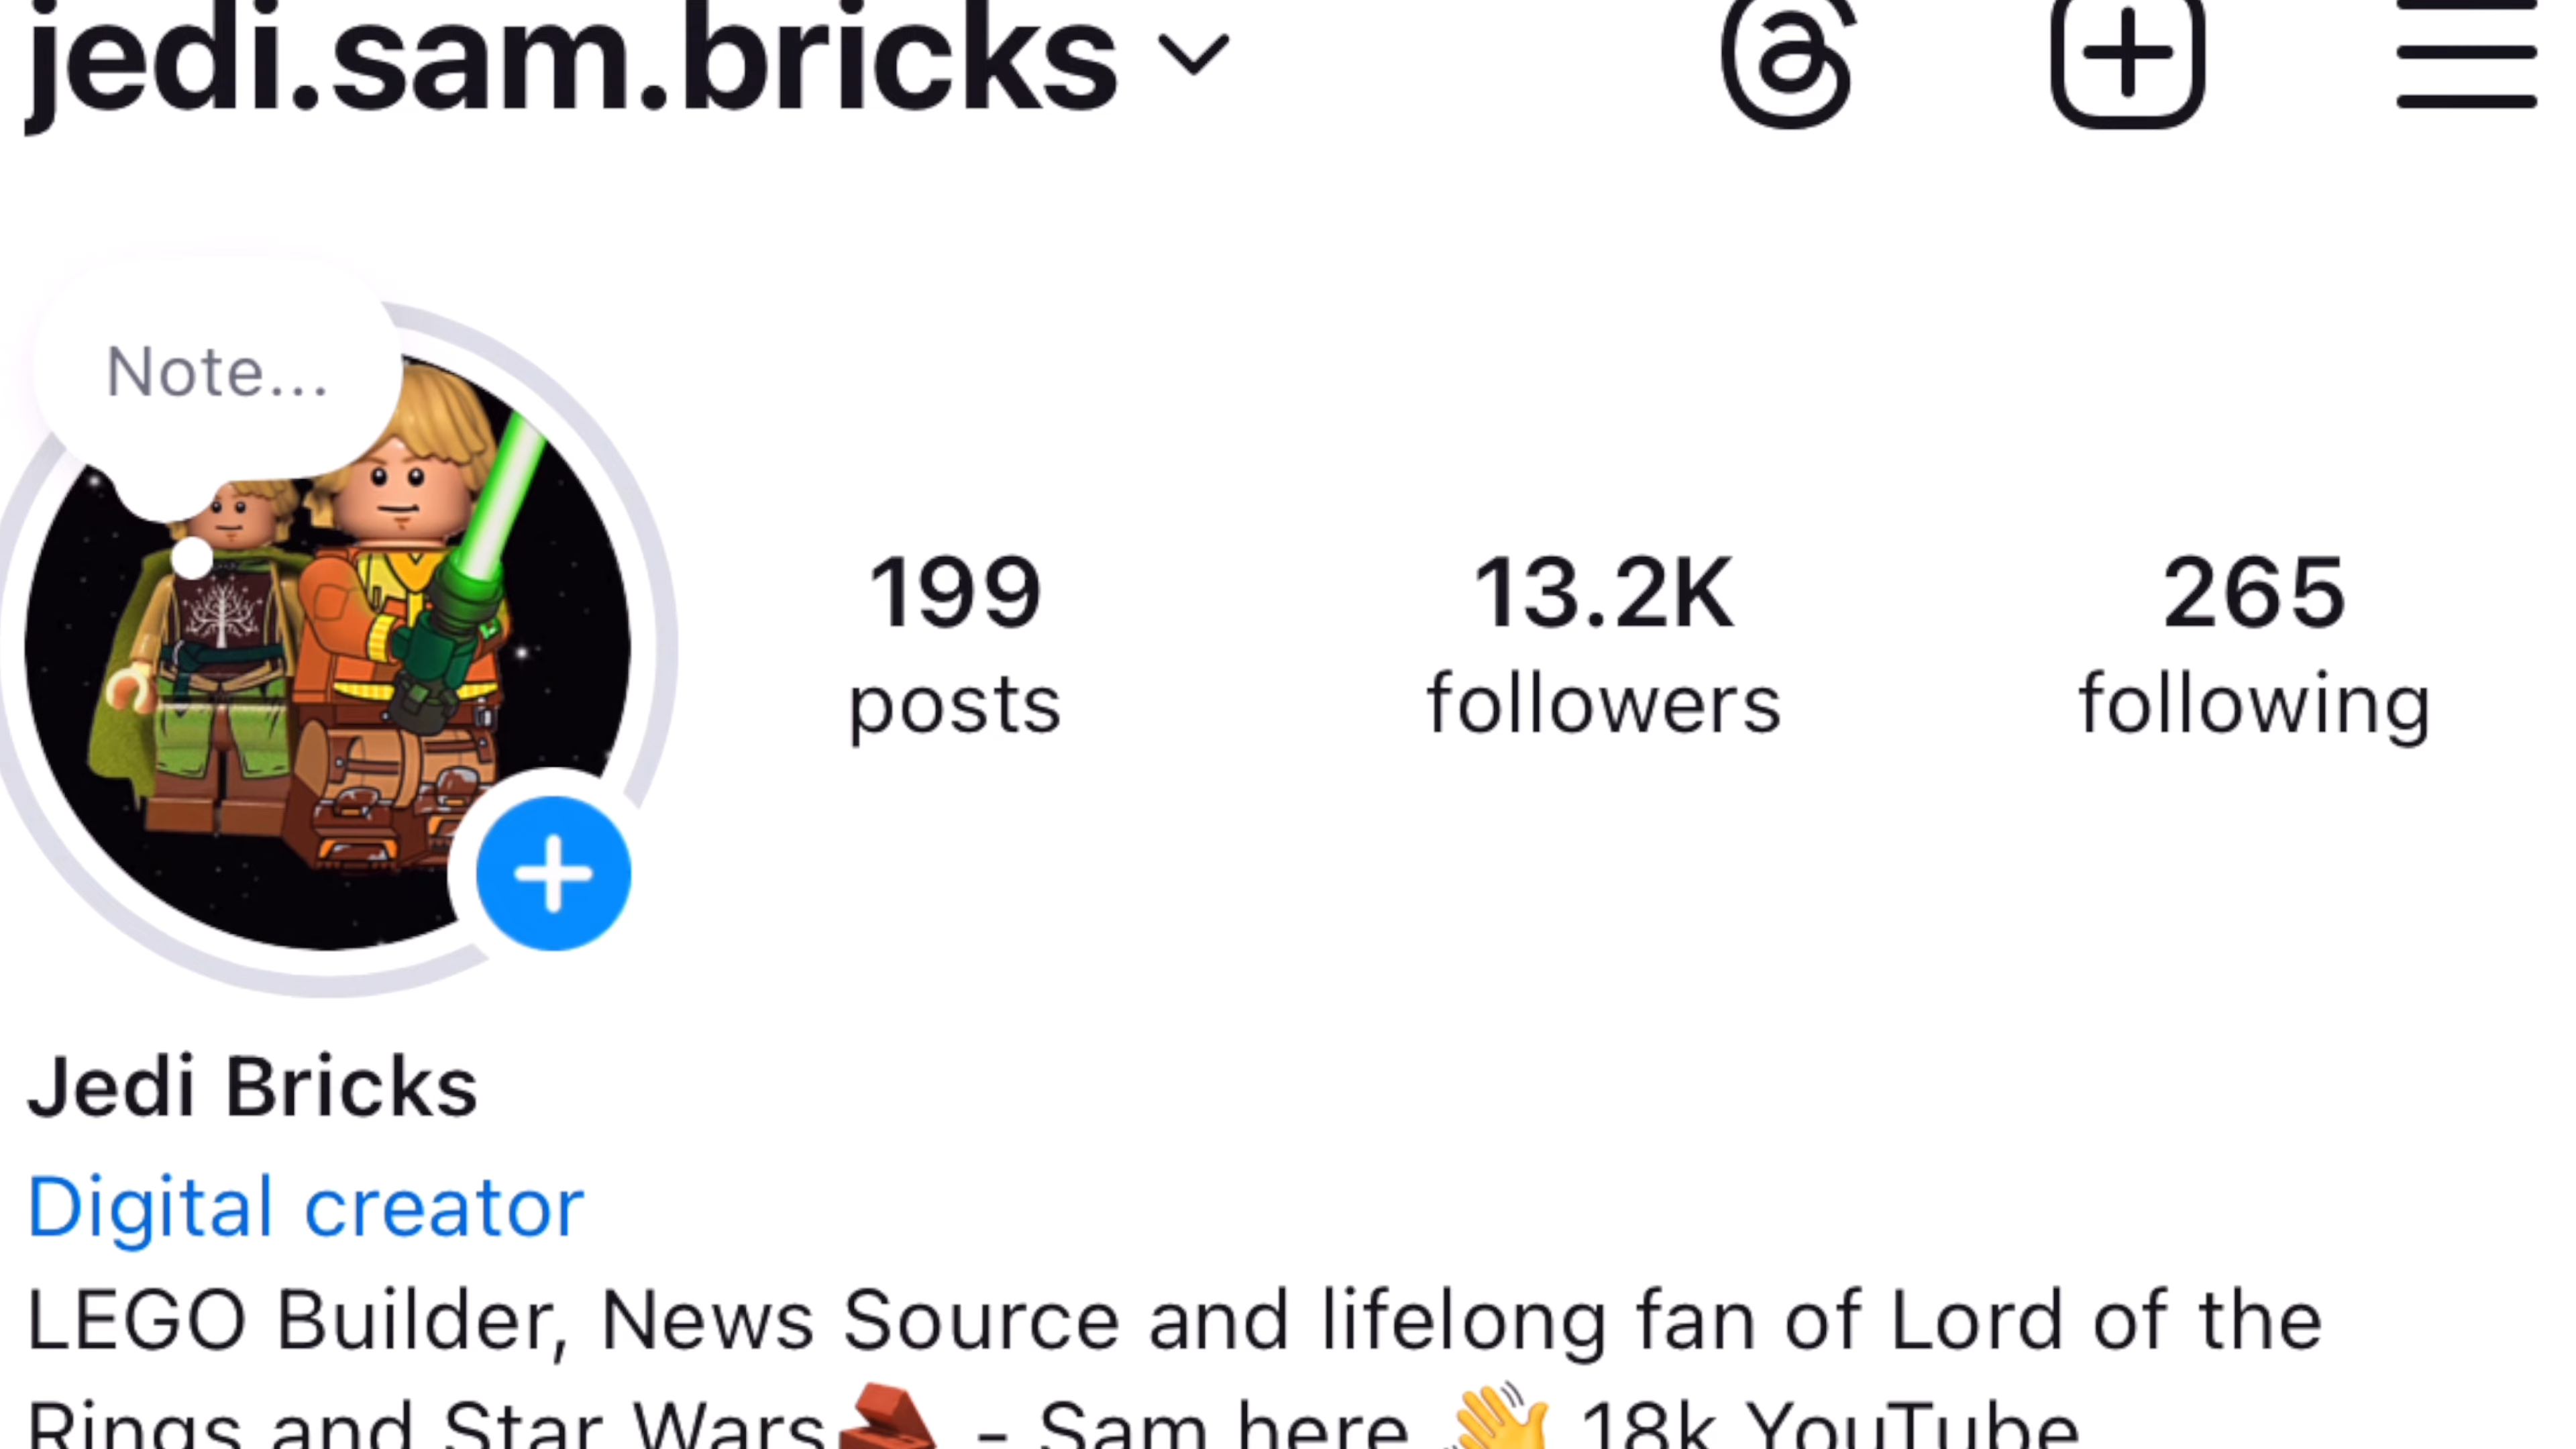 jedi.sam.bricks
Note...
199 13.2K 265
posts followers following
Jedi Bricks
Digital creator
LEGO Builder, News Source and lifelong fan of Lord of the
Rings and Star Wars🧱 - Sam here 👋 18k YouTube